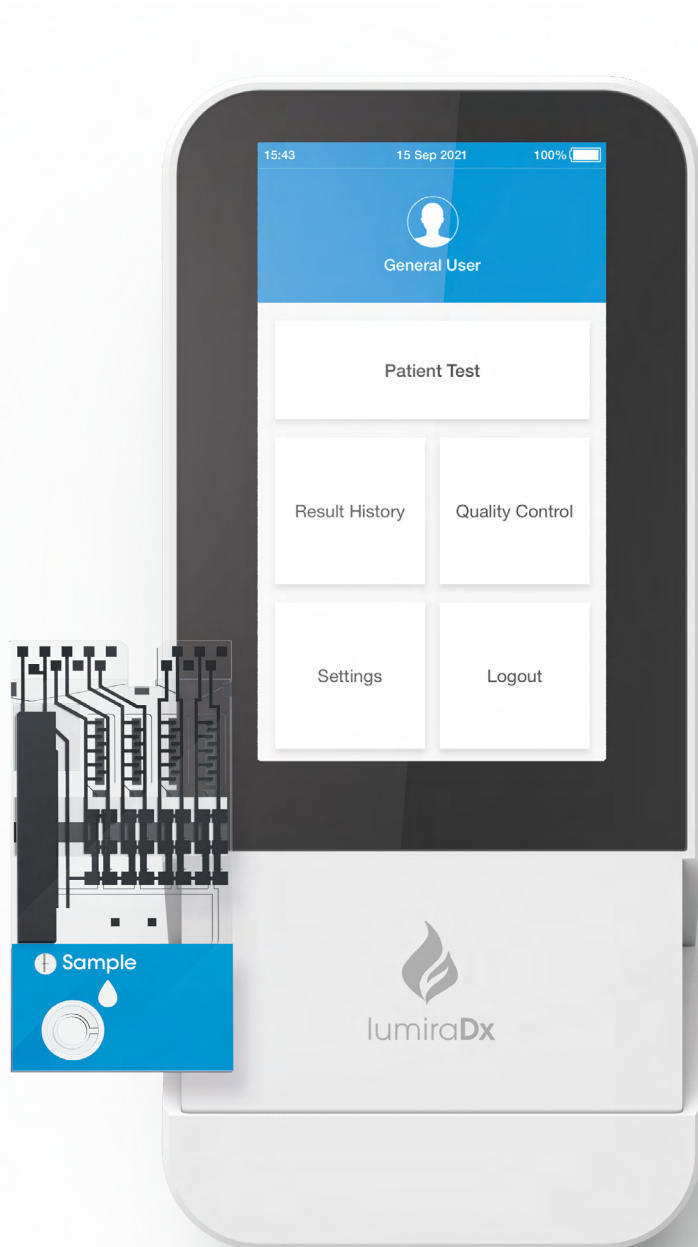 15:43 15 Sep 2021 100%
General User
Patient Test
Result History Quality Control
Settings Logout
Sample
lumiraDx